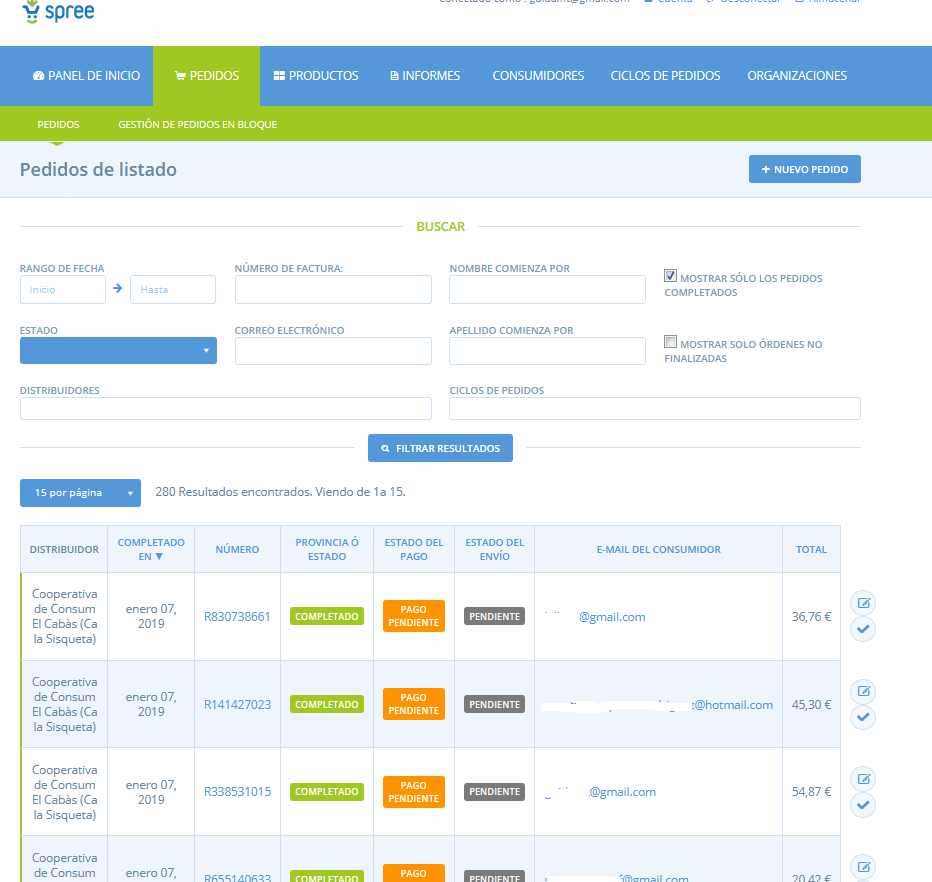 spree
Conectado como : guidomt@gmail.com Cuenta Desconectar Almacenar
PANEL DE INICIO PEDIDOS PRODUCTOS INFORMES CONSUMIDORES CICLOS DE PEDIDOS ORGANIZACIONES
PEDIDOS GESTIÓN DE PEDIDOS EN BLOQUE
Pedidos de listado
+ NUEVO PEDIDO
BUSCAR
RANGO DE FECHA NÚMERO DE FACTURA: NOMBRE COMIENZA POR
Inicio Hasta
MOSTRAR SÓLO LOS PEDIDOS
COMPLETADOS
ESTADO CORREO ELECTRÓNICO APELLIDO COMIENZA POR
MOSTRAR SOLO ÓRDENES NO
FINALIZADAS
DISTRIBUIDORES CICLOS DE PEDIDOS
FILTRAR RESULTADOS
15 por página 280 Resultados encontrados. Viendo de 1a 15.
DISTRIBUIDOR
COMPLETADO
EN ▼
NÚMERO
PROVINCIA Ó
ESTADO
ESTADO DEL
PAGO
ESTADO DEL
ENVÍO
E-MAIL DEL CONSUMIDOR
TOTAL
Cooperativa
de Consum
El Cabàs (Ca
la Sisqueta)
enero 07,
2019
R830738661
COMPLETADO
PAGO
PENDIENTE
PENDIENTE
@gmail.com
36,76 €
Cooperativa
de Consum
El Cabàs (Ca
la Sisqueta)
enero 07,
2019
R141427023
COMPLETADO
PAGO
PENDIENTE
PENDIENTE
z@hotmail.com
45,30 €
Cooperativa
de Consum
El Cabàs (Ca
la Sisqueta)
enero 07,
2019
R338531015
COMPLETADO
PAGO
PENDIENTE
PENDIENTE
@gmail.com
54,87 €
Cooperativa
de Consum
enero 07,
R655140633
COMPLETADO
PAGO
PENDIENTE
f@gmail.com
20,42 €